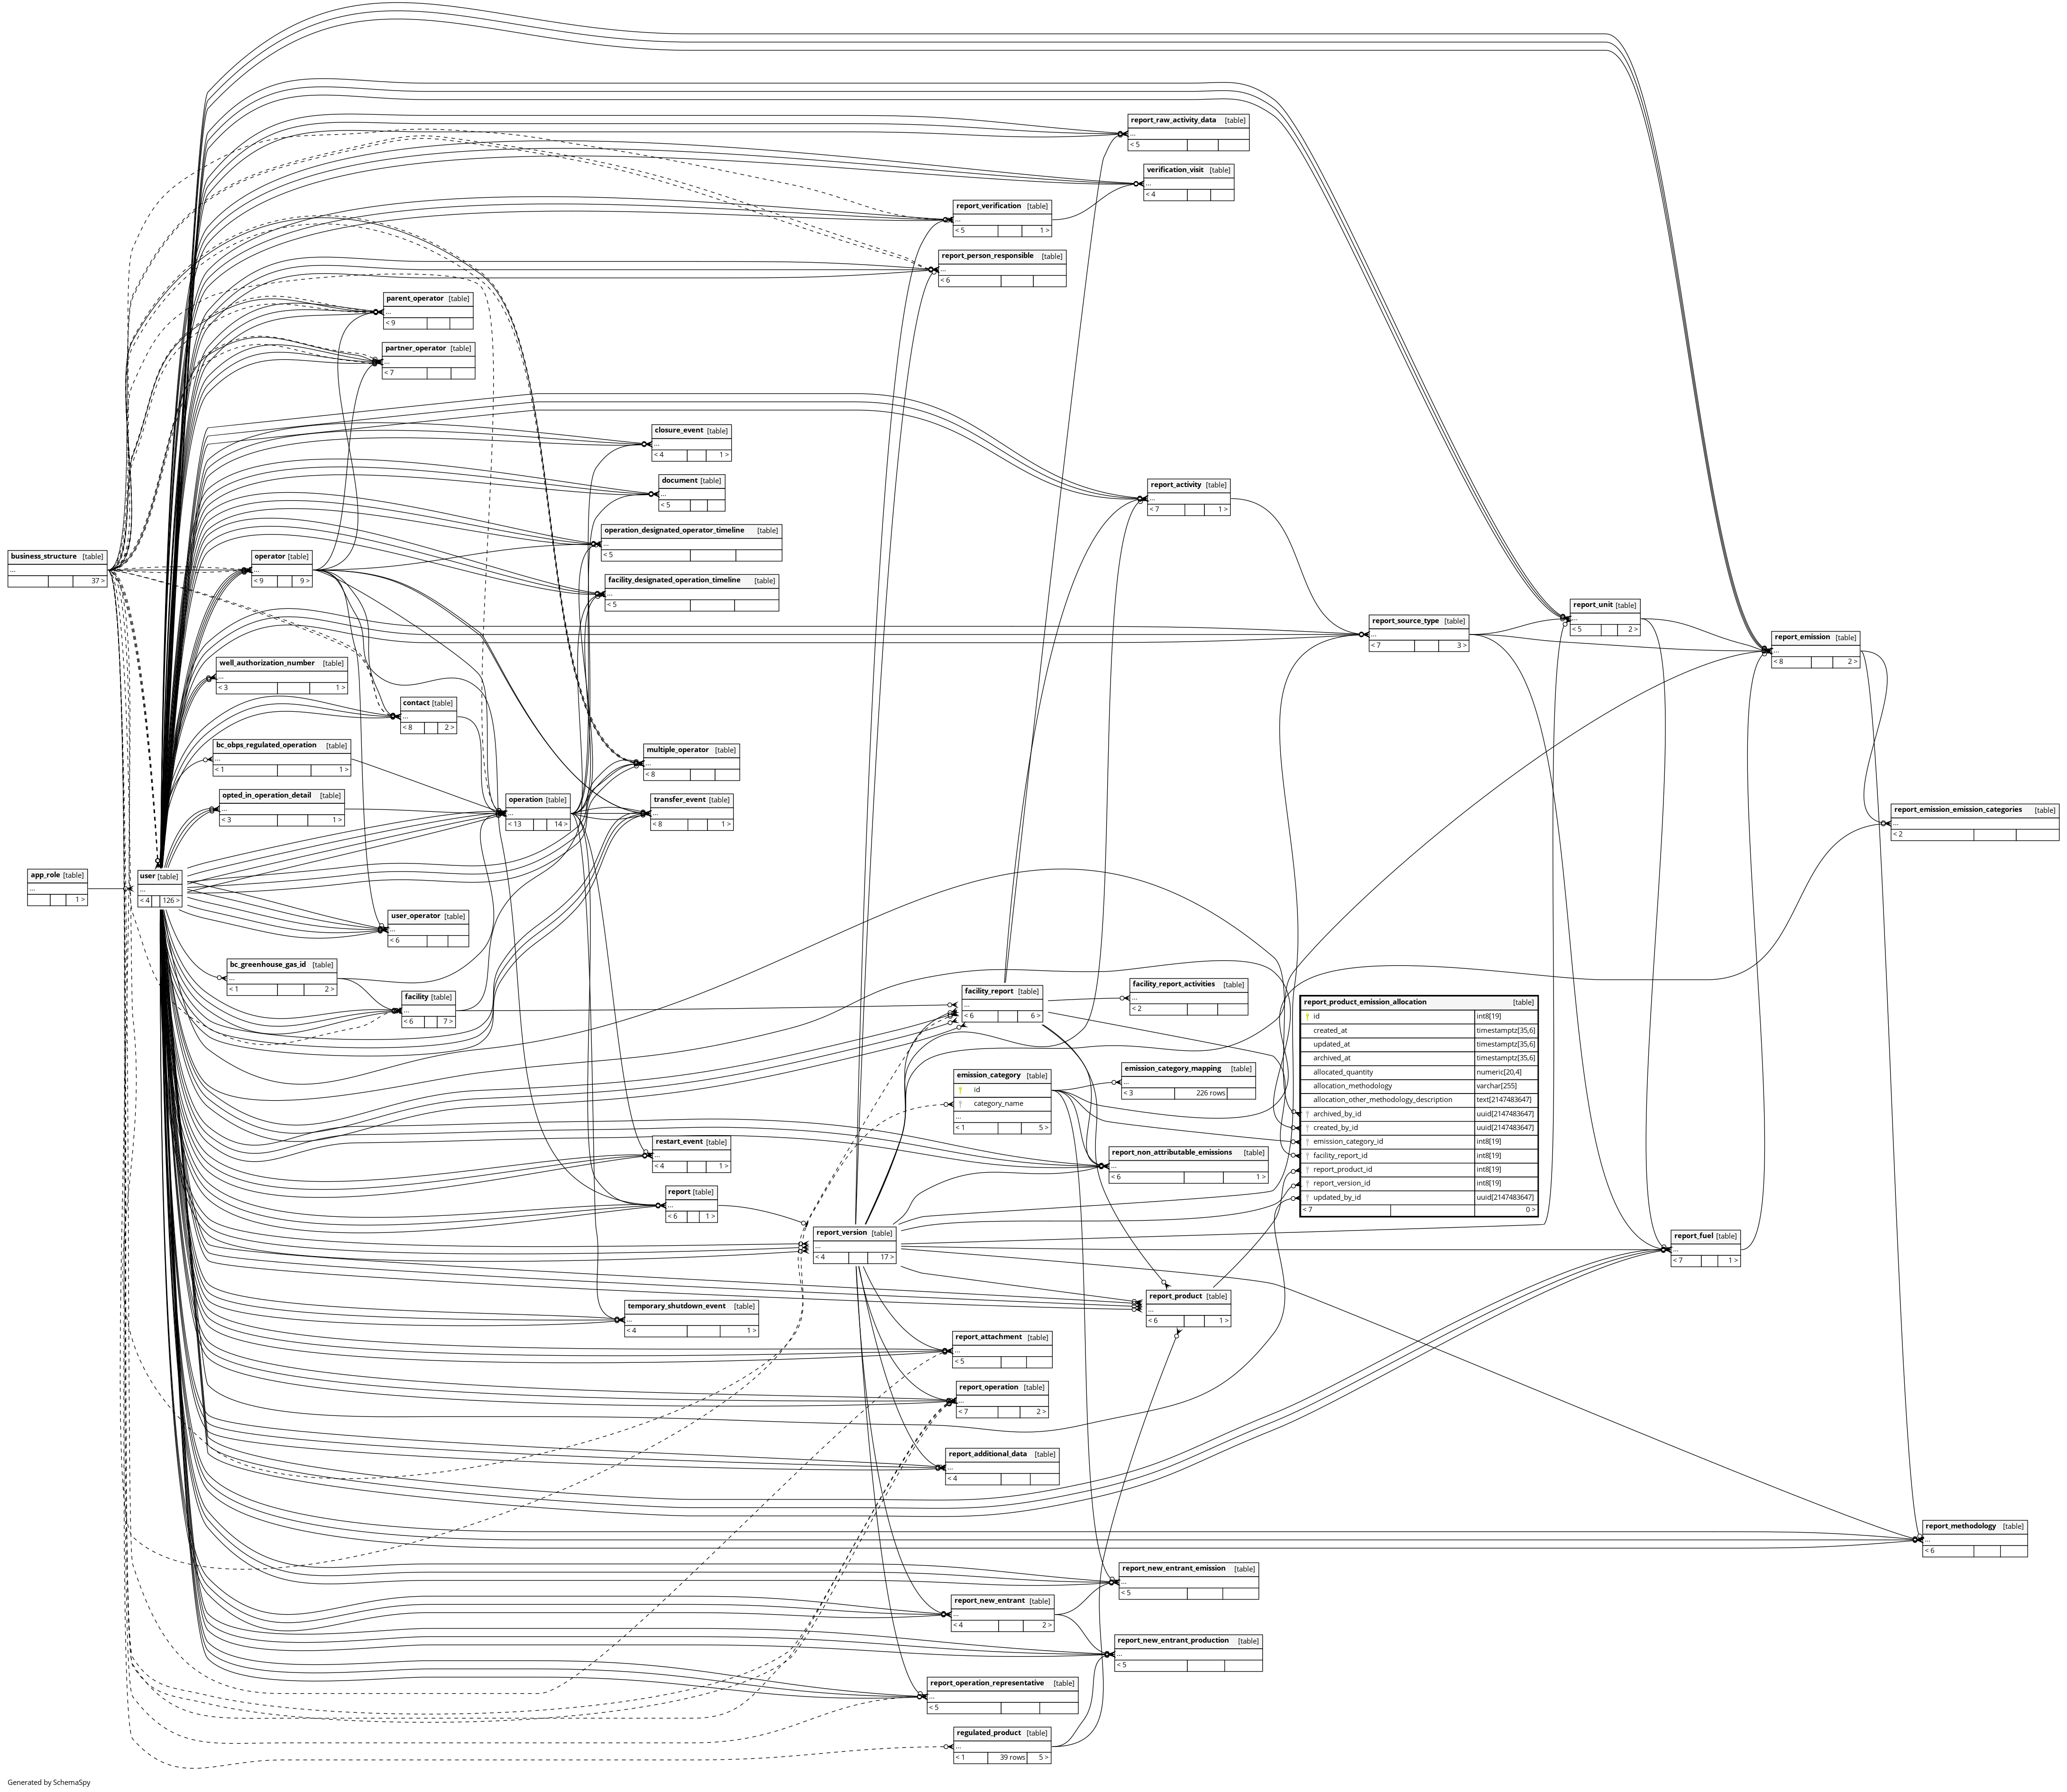 report_raw_activity_data [table]
...
< 5
verification_visit [table]
...
< 4
report_verification [table]
...
< 5 1 >
report_person_responsible [table]
...
< 6
parent_operator [table]
...
< 9
partner_operator [table]
...
< 7
closure_event [table]
...
< 4 1 >
document [table]
...
< 5
report_activity [table]
...
< 7 1 >
operation_designated_operator_timeline [table]
...
< 5
business_structure [table]
...
37 >
operator [table]
...
< 9 9 >
facility_designated_operation_timeline [table]
...
< 5
report_unit [table]
...
< 5 2 >
report_source_type [table]
...
< 7 3 >
report_emission [table]
...
< 8 2 >
well_authorization_number [table]
...
< 3 1 >
contact [table]
...
< 8 2 >
bc_obps_regulated_operation [table]
...
< 1 1 >
multiple_operator [table]
...
< 8
opted_in_operation_detail [table]
...
< 3 1 >
operation [table]
...
< 13 14 >
transfer_event [table]
...
< 8 1 >
report_emission_emission_categories [table]
...
< 2
app_role [table]
...
1 >
user [table]
...
< 4 126 >
user_operator [table]
...
< 6
bc_greenhouse_gas_id [table]
...
< 1 2 >
facility [table]
...
< 6 7 >
facility_report [table]
...
< 6 6 >
facility_report_activities [table]
...
< 2
report_product_emission_allocation [table]
id int8[19]
created_at timestamptz[35,6]
updated_at timestamptz[35,6]
archived_at timestamptz[35,6]
allocated_quantity numeric[20,4]
allocation_methodology varchar[255]
allocation_other_methodology_description text[2147483647]
archived_by_id uuid[2147483647]
created_by_id uuid[2147483647]
emission_category_id int8[19]
facility_report_id int8[19]
report_product_id int8[19]
report_version_id int8[19]
updated_by_id uuid[2147483647]
< 7 0 >
emission_category [table]
id
category_name
...
< 1 5 >
emission_category_mapping [table]
...
< 3 226 rows
restart_event [table]
...
< 4 1 >
report_non_attributable_emissions [table]
...
< 6 1 >
report [table]
...
< 6 1 >
report_version [table]
...
< 4 17 >
report_fuel [table]
...
< 7 1 >
report_product [table]
...
< 6 1 >
temporary_shutdown_event [table]
...
< 4 1 >
report_attachment [table]
...
< 5
report_operation [table]
...
< 7 2 >
report_additional_data [table]
...
< 4
report_methodology [table]
...
< 6
report_new_entrant_emission [table]
...
< 5
report_new_entrant [table]
...
< 4 2 >
report_new_entrant_production [table]
...
< 5
report_operation_representative [table]
...
< 5
regulated_product [table]
...
< 1 39 rows 5 >
Generated by SchemaSpy